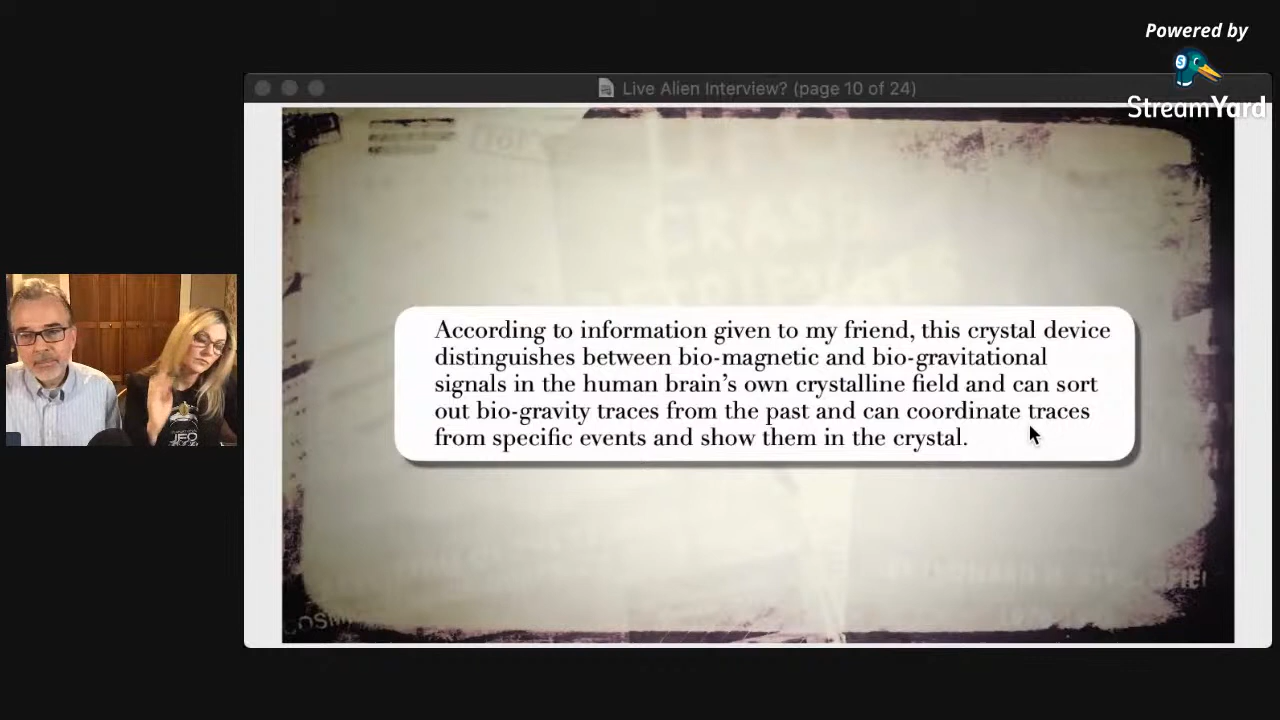 Powered by
StreamYard
Live Alien Interview? (page 10 of 24)
According to information given to my friend, this crystal device
distinguishes between bio-magnetic and bio-gravitational
signals in the human brain’s own crystalline field and can sort
out bio-gravity traces from the past and can coordinate traces
from specific events and show them in the crystal.